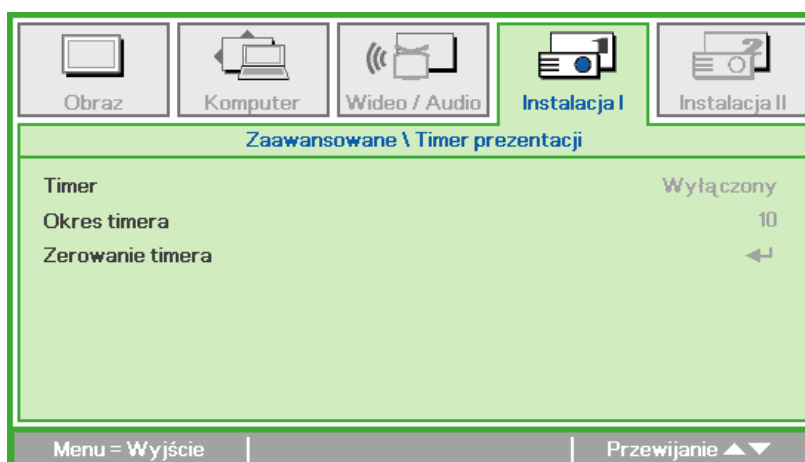 Obraz
Komputer
Wideo / Audio
Instalacja I
Instalacja II
Zaawansowane \ Timer prezentacji
Timer Wyłączony
Okres timera 10
Zerowanie timera
Menu = Wyjście Przewijanie